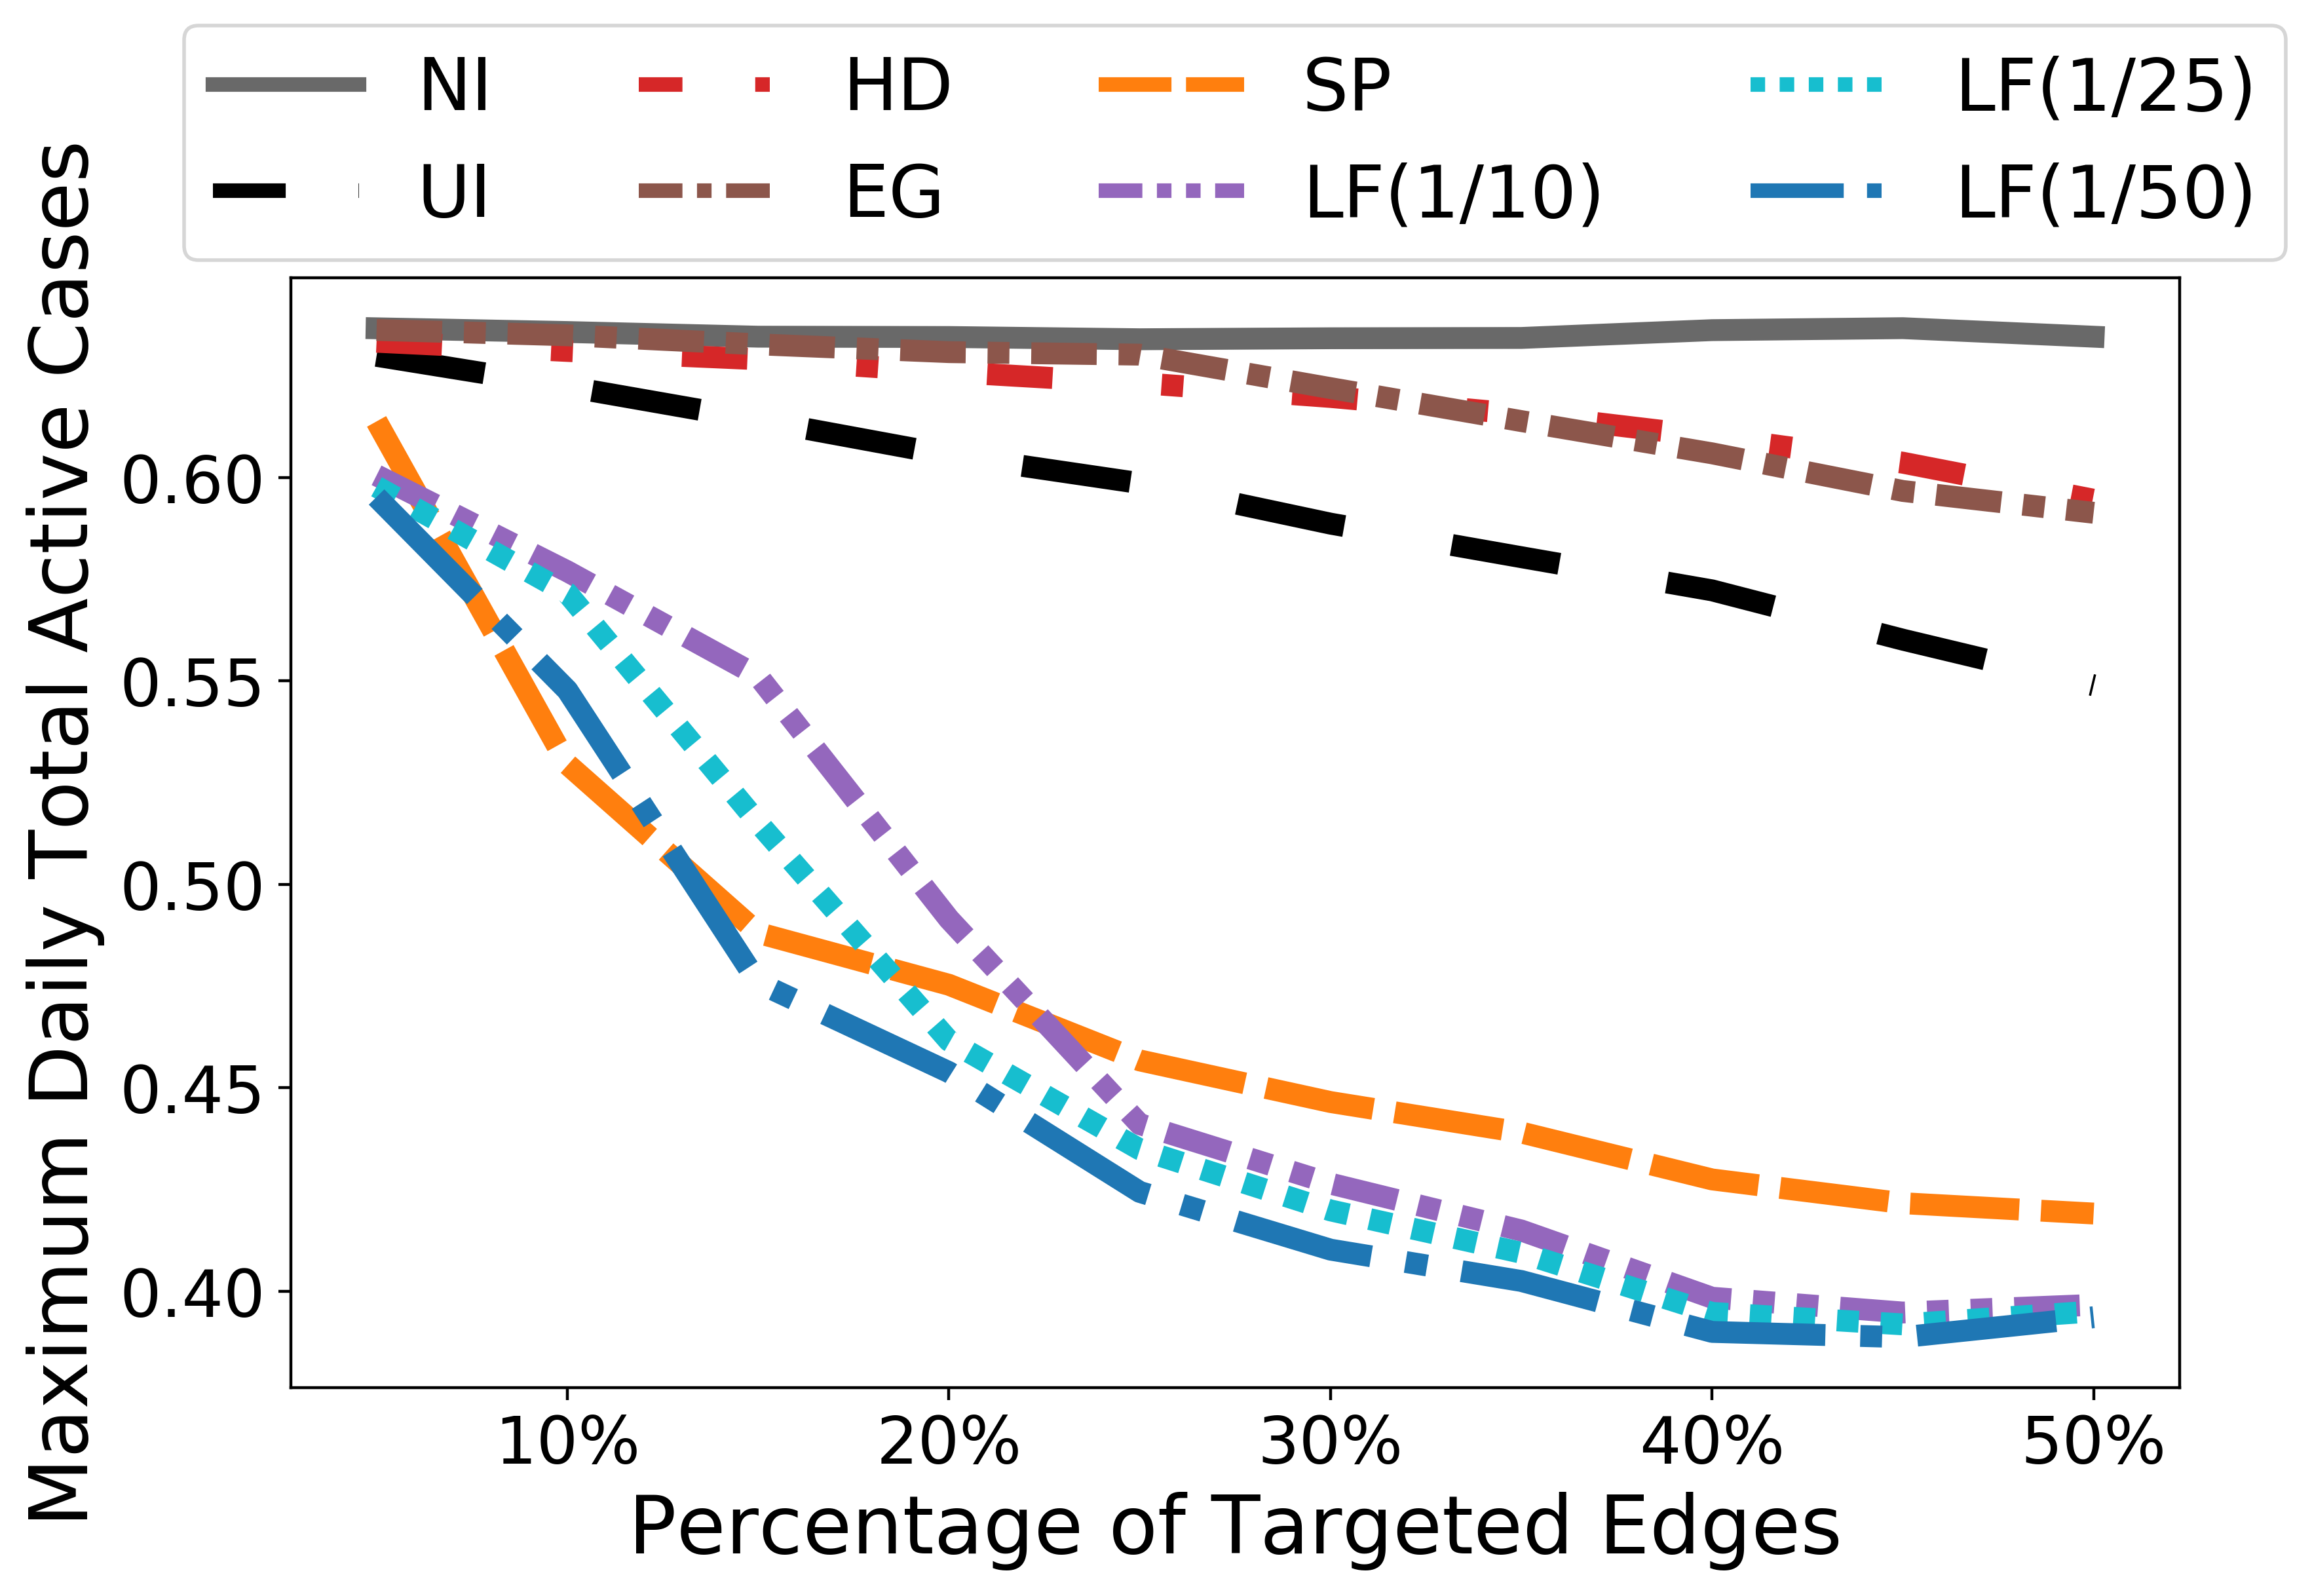 NI HD SP LF(1/25)
UI EG LF(1/10) LF(1/50)
Maximum Daily Total Active Cases
0.60
0.55
0.50
0.45
0.40
10% 20% 30% 40% 50%
Percentage of Targeted Edges